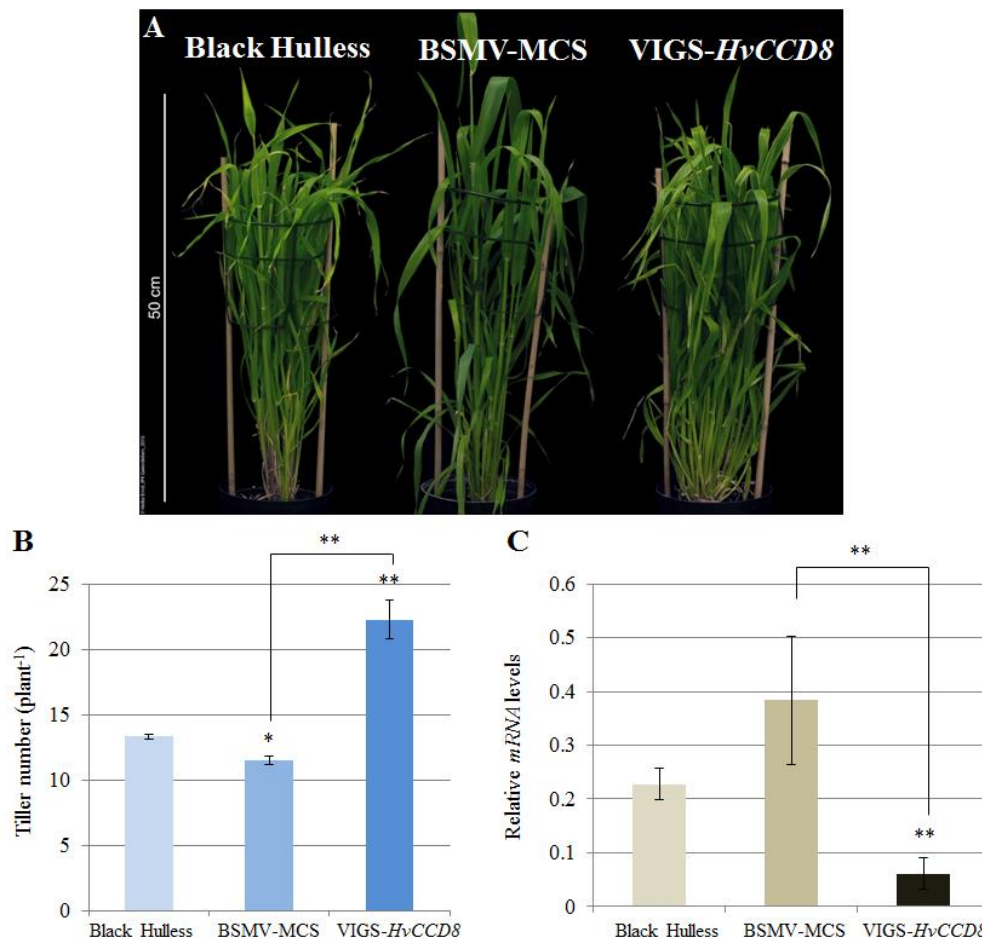 A
Black Hulless BSMV-MCS VIGS-HvCCD8
50 cm
B
**
**
*
25
20
15
10
5
0
Tiller number (plant-1)
Black Hulless BSMV-MCS VIGS-HvCCD8
C
**
**
0.6
0.5
0.4
0.3
0.2
0.1
0
Relative mRNA levels
Black Hulless BSMV-MCS VIGS-HvCCD8